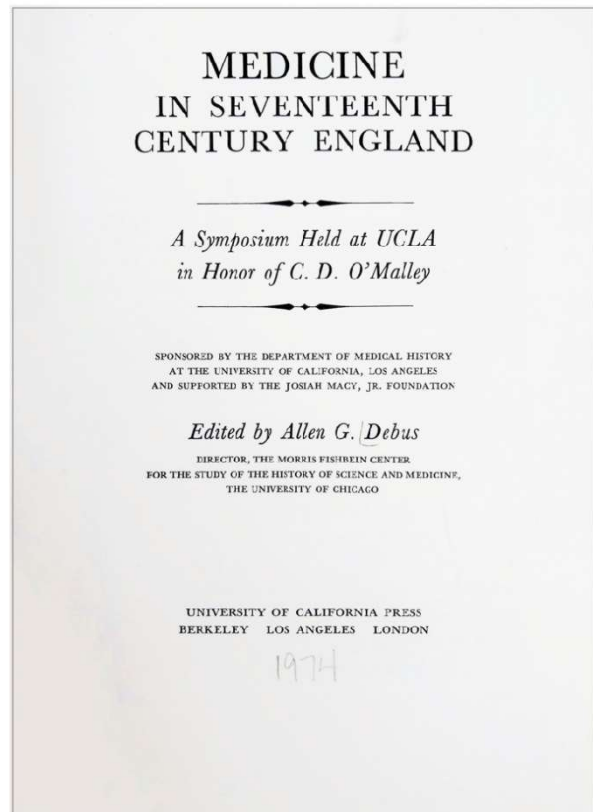 MEDICINE
IN SEVENTEENTH
CENTURY ENGLAND
A Symposium Held at UCLA
in Honor of C. D. O'Malley
SPONSORED BY THE DEPARTMENT OF MEDICAL HISTORY
AT THE UNIVERSITY OF CALIFORNIA, LOS ANGELES
AND SUPPORTED BY THE JOSIAH MACY, JR. FOUNDATION
Edited by Allen G. Debus
DIRECTOR, THE MORRIS FISHBEIN CENTER
FOR THE STUDY OF THE HISTORY OF SCIENCE AND MEDICINE,
THE UNIVERSITY OF CHICAGO
UNIVERSITY OF CALIFORNIA PRESS
BERKELEY LOS ANGELES LONDON
1974